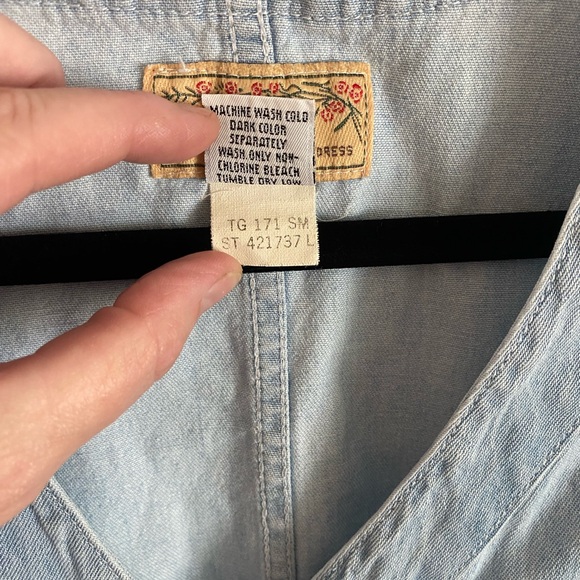 MACHINE WASH COLD
DARK COLOR
SEPARATELY
WASH.ONLY NON-
CHLORINE BLEACH
TUMBLE DRY LOW
DRESS
TG 171 SM
ST 421737 L